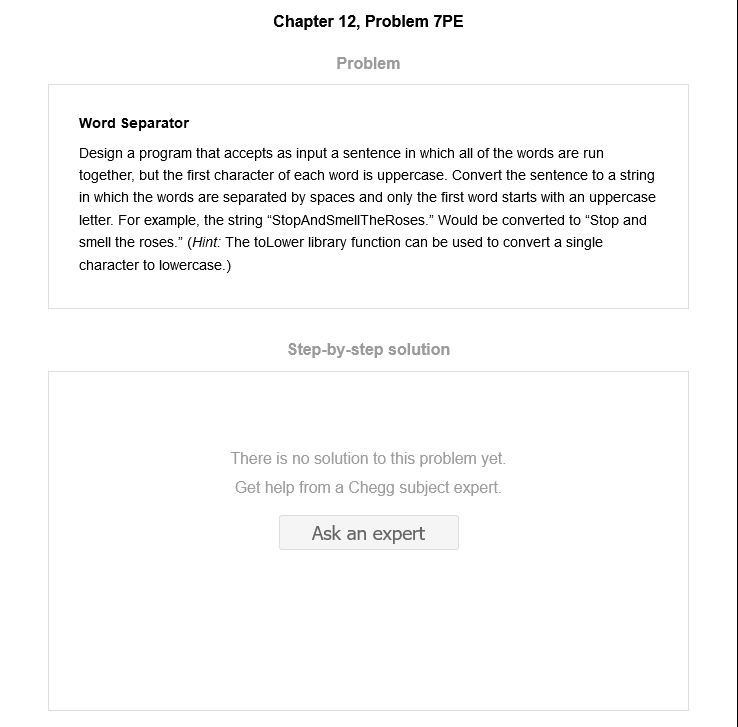 Chapter 12, Problem 7PE
Problem
Word Separator
Design a program that accepts as input a sentence in which all of the words are run
together, but the first character of each word is uppercase. Convert the sentence to a string
in which the words are separated by spaces and only the first word starts with an uppercase
letter. For example, the string “StopAndSmellTheRoses.” Would be converted to “Stop and
smell the roses.” (Hint: The toLower library function can be used to convert a single
character to lowercase.)
Step-by-step solution
There is no solution to this problem yet.
Get help from a Chegg subject expert.
Ask an expert